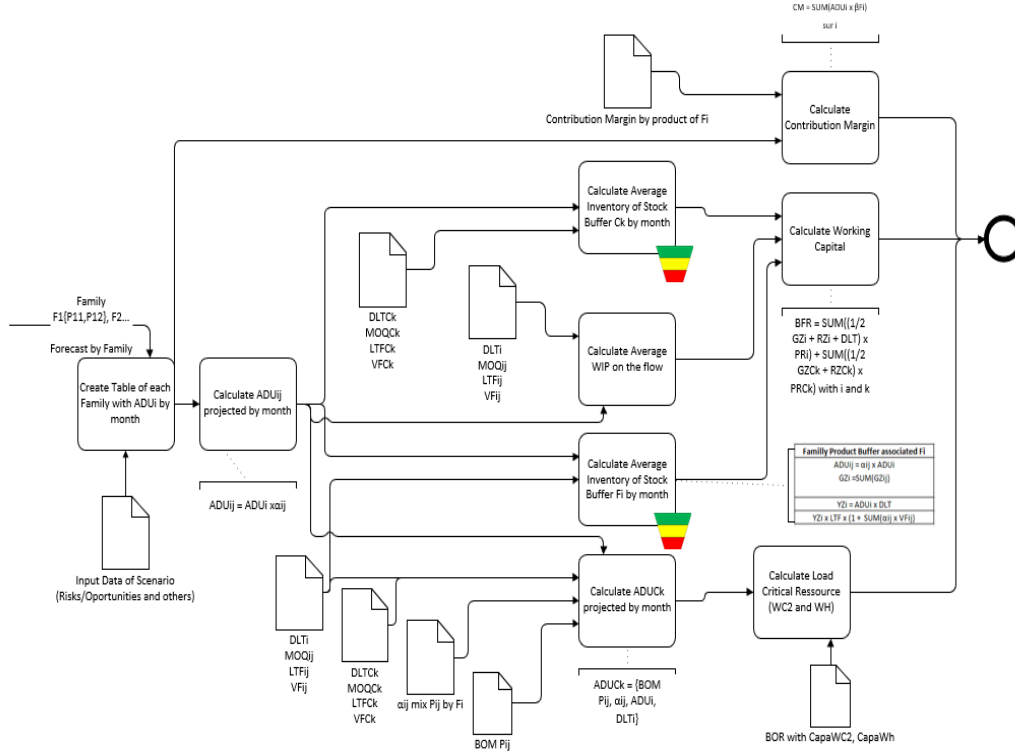 CM = SUM(ADUi x βFi)
sur i
Contribution Margin by product of Fi
Calculate
Contribution Margin
Calculate Average
Inventory of Stock
Buffer Ck by month
Calculate Working
Capital
DLTCk
MOQCk
LTFCk
VFCk
Family
F1{P11,P12}, F2...
Forecast by Family
DLTi
MOQij
LTFij
VFij
Calculate Average
WIP on the flow
BFR = SUM((1/2
GZi + RZi + DLT) x
PRi) + SUM((1/2
GZCk + RZCk) x
PRCk) with i and k
Create Table of each
Family with ADUi by
month
Calculate ADUij
projected by month
ADUij = ADUi xαij
Calculate Average
Inventory of Stock
Buffer Fi by month
Familly Product Buffer associated Fi
ADUij = αij x ADUi
GZi =SUM(GZij)
YZi = ADUi x DLT
YZi x LTF x (1 + SUM(αij x VFij)
Input Data of Scenario
(Risks/Oportunities and others)
Calculate ADUCk
projected by month
Calculate Load
Critical Ressource
(WC2 and WH)
DLTi
MOQij
LTFij
VFij
DLTCk
MOQCk
LTFCk
VFCk
αij mix Pij by Fi
BOM Pij
ADUCk = {BOM
Pij, αij, ADUi,
DLTi}
BOR with CapaWC2, CapaWh